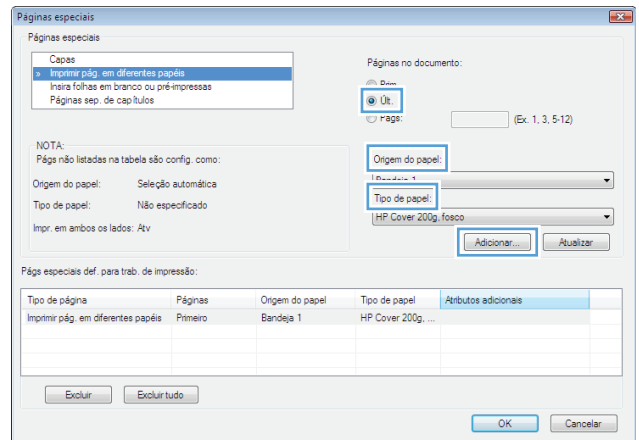 Páginas especiais
Páginas especiais
Capas
» Imprimir pág. em diferentes papéis
Insira folhas em branco ou pré-impressas
Páginas sep. de capítulos
Páginas no documento:
Prim
Últ.
Págs:
(Ex. 1, 3, 5-12)
NOTA:
Págs não listadas na tabela são config. como:
Origem do papel: Seleção automática
Tipo de papel: Não especificado
Impr. em ambos os lados: Atv
Origem do papel:
Bandeja 1
Tipo de papel:
HP Cover 200g, fosco
Adicionar... Atualizar
Págs especiais def. para trab. de impressão:
Tipo de página Páginas Origem do papel Tipo de papel Atributos adicionais
Imprimir pág. em diferentes papéis Primeiro Bandeja 1 HP Cover 200g, ...
Excluir Excluir tudo
OK Cancelar